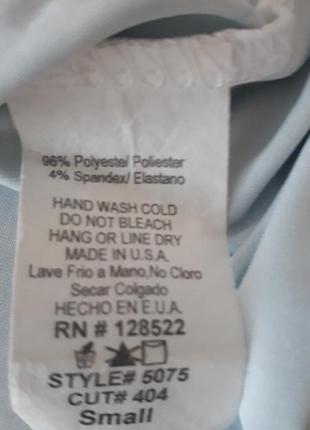 96% Polyester/ Poliester
4% Spandex/ Elastano
HAND WASH COLD
DO NOT BLEACH
HANG OR LINE DRY
MADE IN U.S.A.
Lave Frio a Mano,No Cloro
Secar Colgado
HECHO EN E.U.A.
RN # 128522
STYLE# 5075
CUT# 404
Small